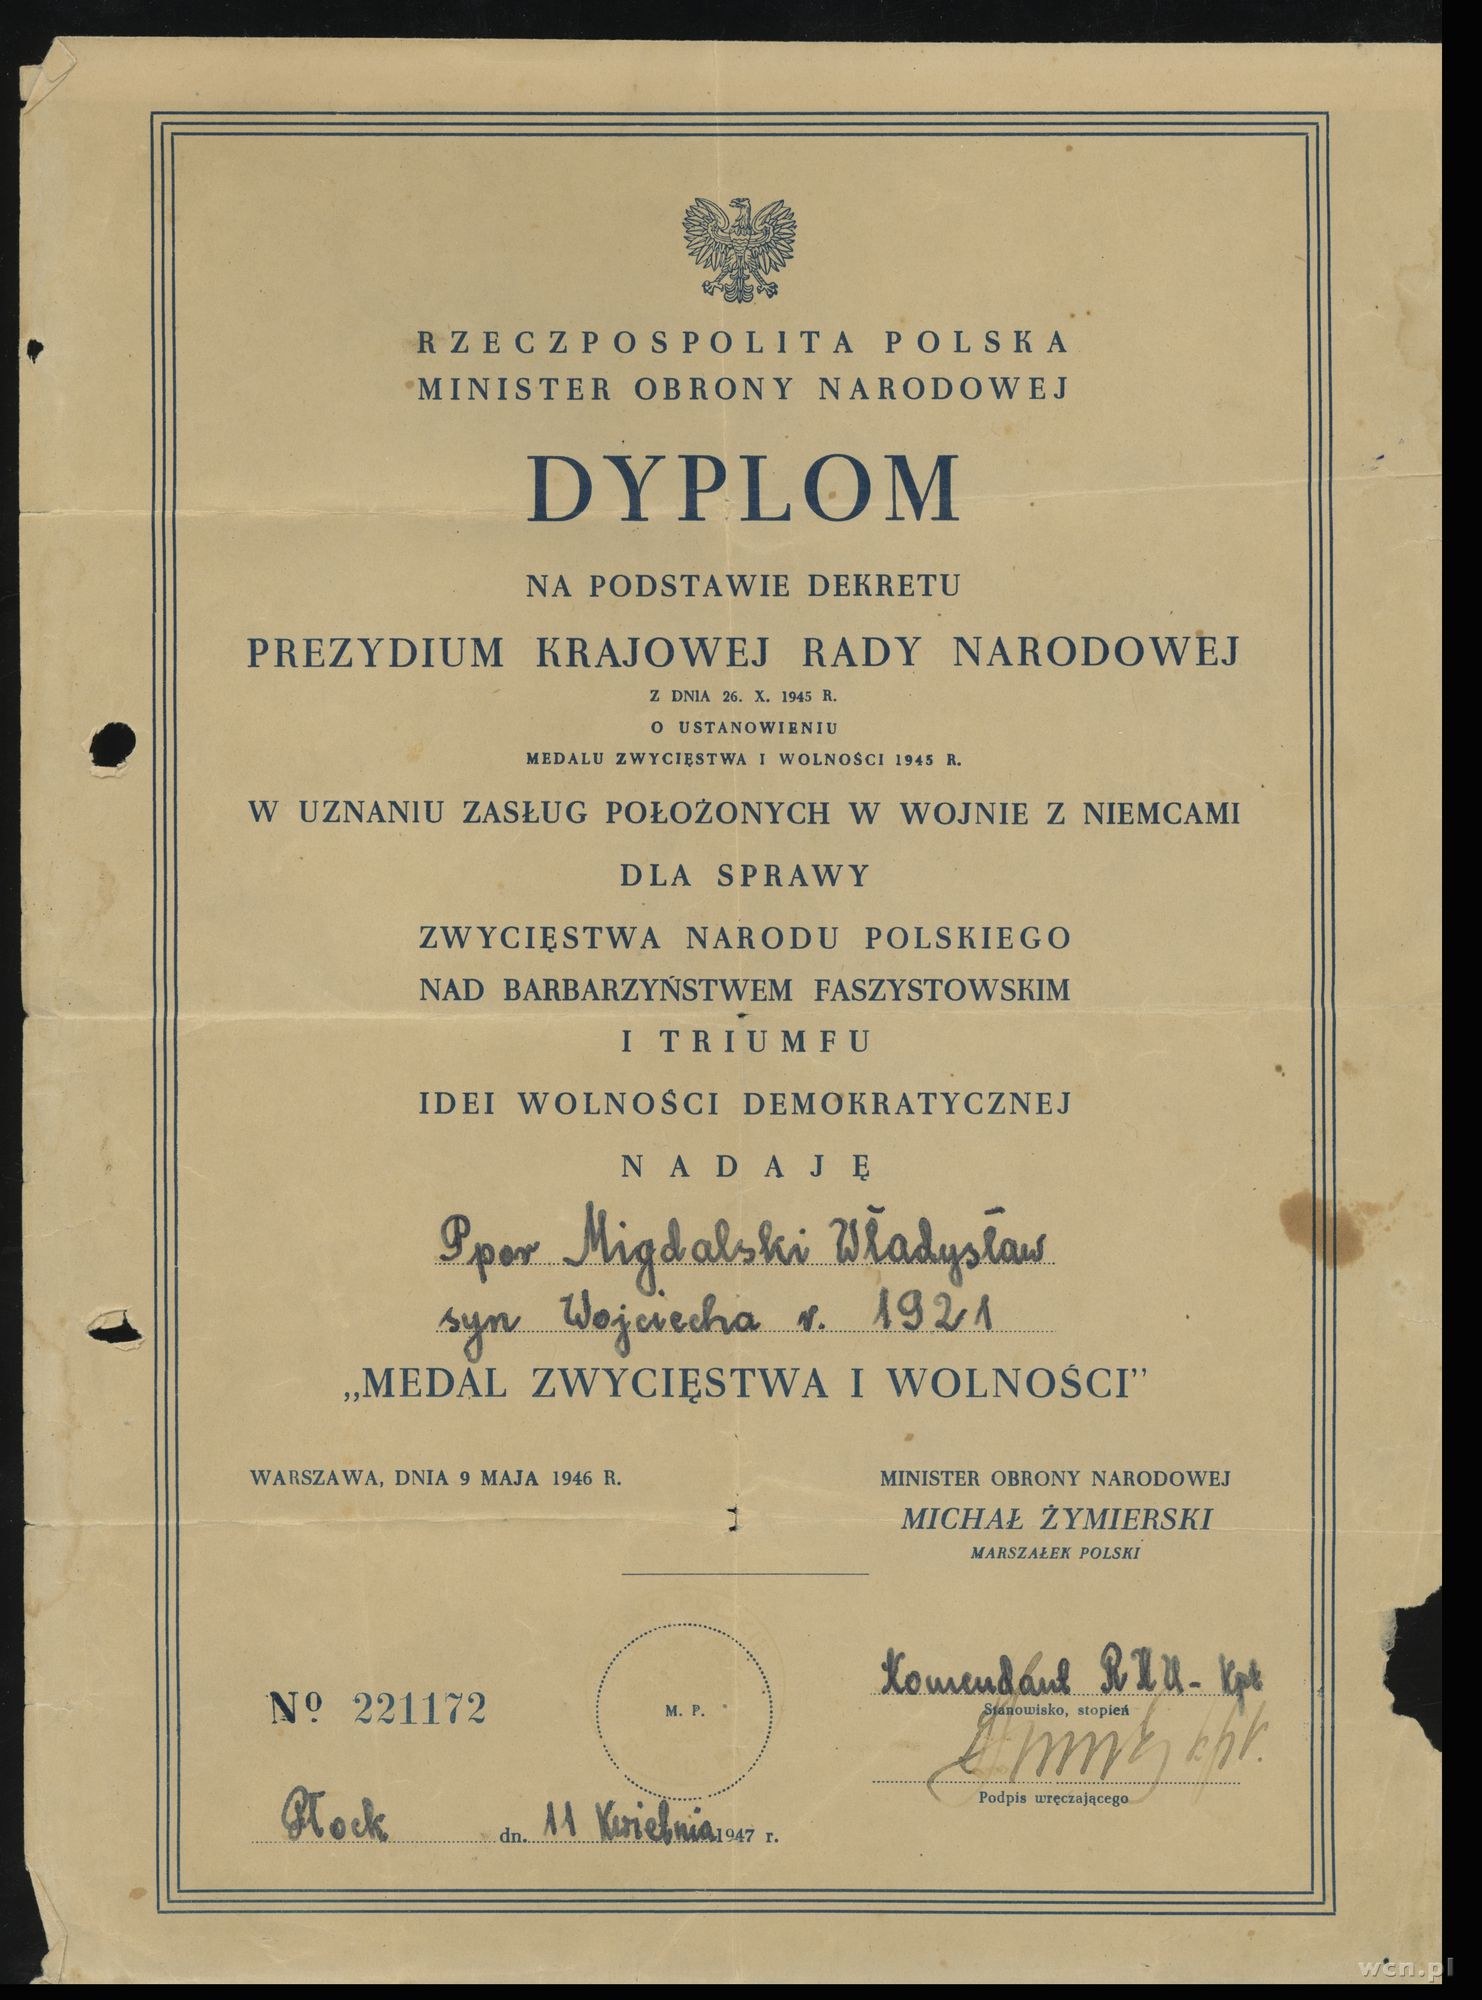 RZECZPOSPOLITA POLSKA
MINISTER OBRONY NARODOWEJ
DYPLOM
NA PODSTAWIE DEKRETU
PREZYDIUM KRAJOWEJ RADY NARODOWEJ
Z DNIA 26. X. 1945 R.
O USTANOWIENIU
MEDALU ZWYCIĘSTWA I WOLNOŚCI 1945 R.
W UZNANIU ZASŁUG POŁOŻONYCH W WOJNIE Z NIEMCAMI
DLA SPRAWY
ZWYCIĘSTWA NARODU POLSKIEGO
NAD BARBARZYŃSTWEM FASZYSTOWSKIM
I TRIUMFU
IDEI WOLNOŚCI DEMOKRATYCZNEJ
NADAJĘ
Ppor Migdalski Władysław
syn Wojciecha r. 1921
„MEDAL ZWYCIĘSTWA I WOLNOŚCI”
WARSZAWA, DNIA 9 MAJA 1946 R.
MINISTER OBRONY NARODOWEJ
MICHAŁ ŻYMIERSKI
MARSZAŁEK POLSKI
Komendant RKU - Kpt
Stanowisko, stopień
Nº 221172
M. P.
kpt.
Podpis wręczającego
Płock dn. 11 Kwietnia 1947 r.
wcn.pl